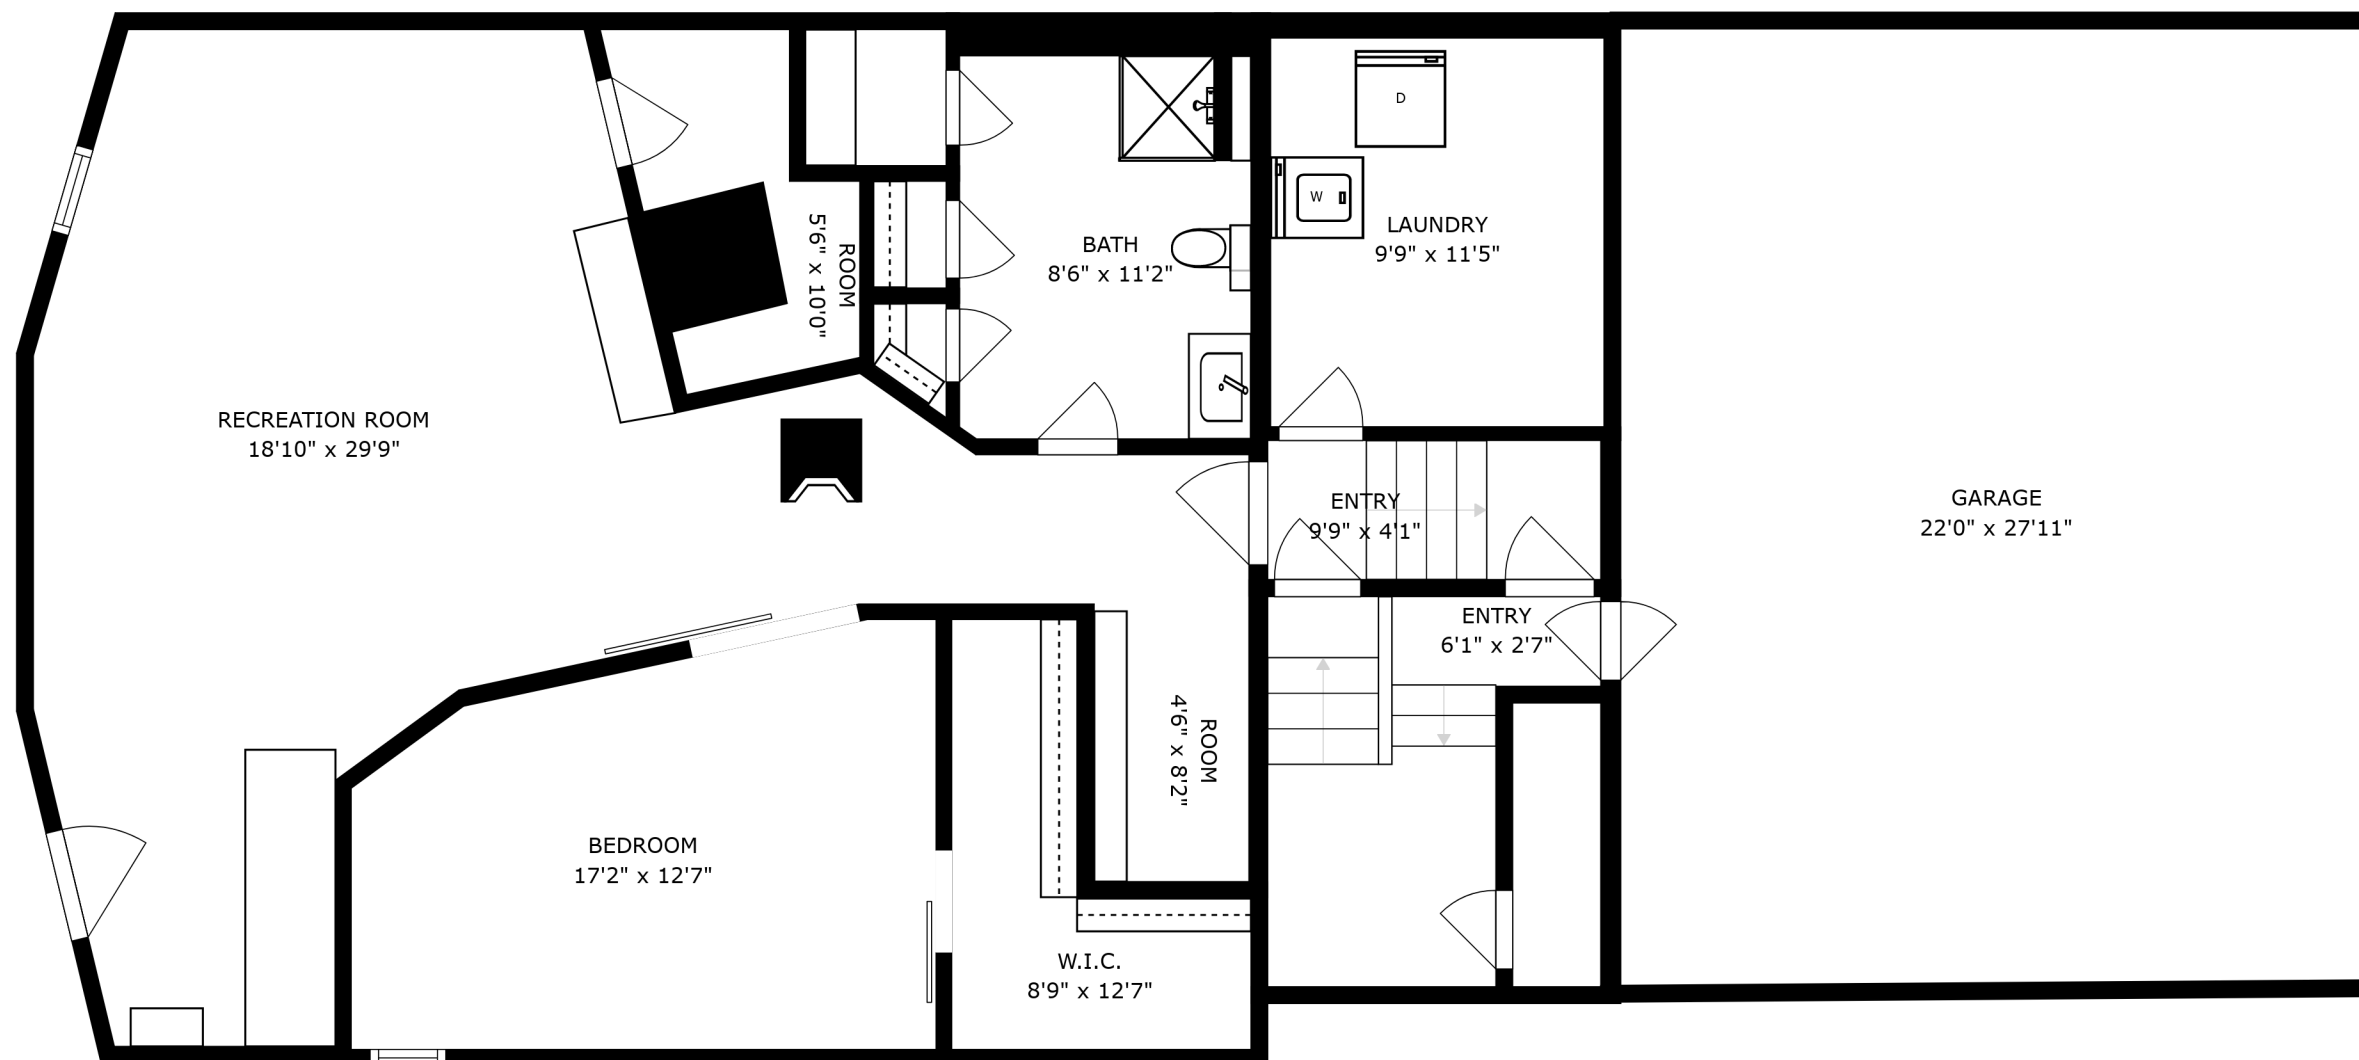 D
W
LAUNDRY
9'9" x 11'5"
BATH
8'6" x 11'2"
ROOM
5'6" x 10'0"
RECREATION ROOM
18'10" x 29'9"
ENTRY
9'9" x 4'1"
GARAGE
22'0" x 27'11"
ENTRY
6'1" x 2'7"
ROOM
4'6" x 8'2"
BEDROOM
17'2" x 12'7"
W.I.C.
8'9" x 12'7"